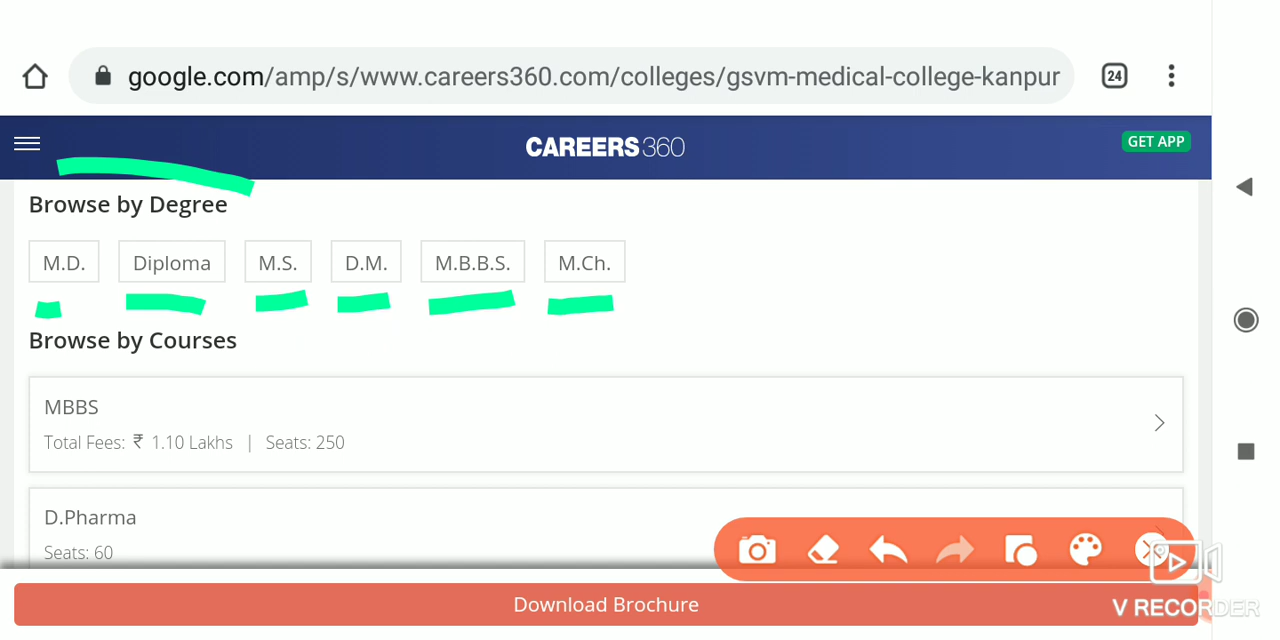 google.com/amp/s/www.careers360.com/colleges/gsvm-medical-college-kanpur
24
CAREERS360
GET APP
Browse by Degree
M.D. Diploma M.S. D.M. M.B.B.S. M.Ch.
Browse by Courses
MBBS
Total Fees: ₹ 1.10 Lakhs | Seats: 250
D.Pharma
Seats: 60
Download Brochure
V RECORDER